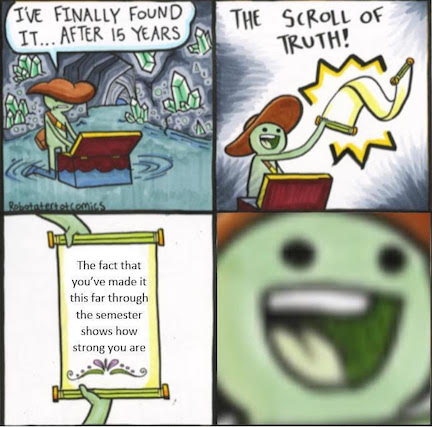 I'VE FINALLY FOUND
IT... AFTER 15 YEARS
THE SCROLL OF
TRUTH!
Robotatertotcomics
The fact that
you've made it
this far through
the semester
shows how
strong you are